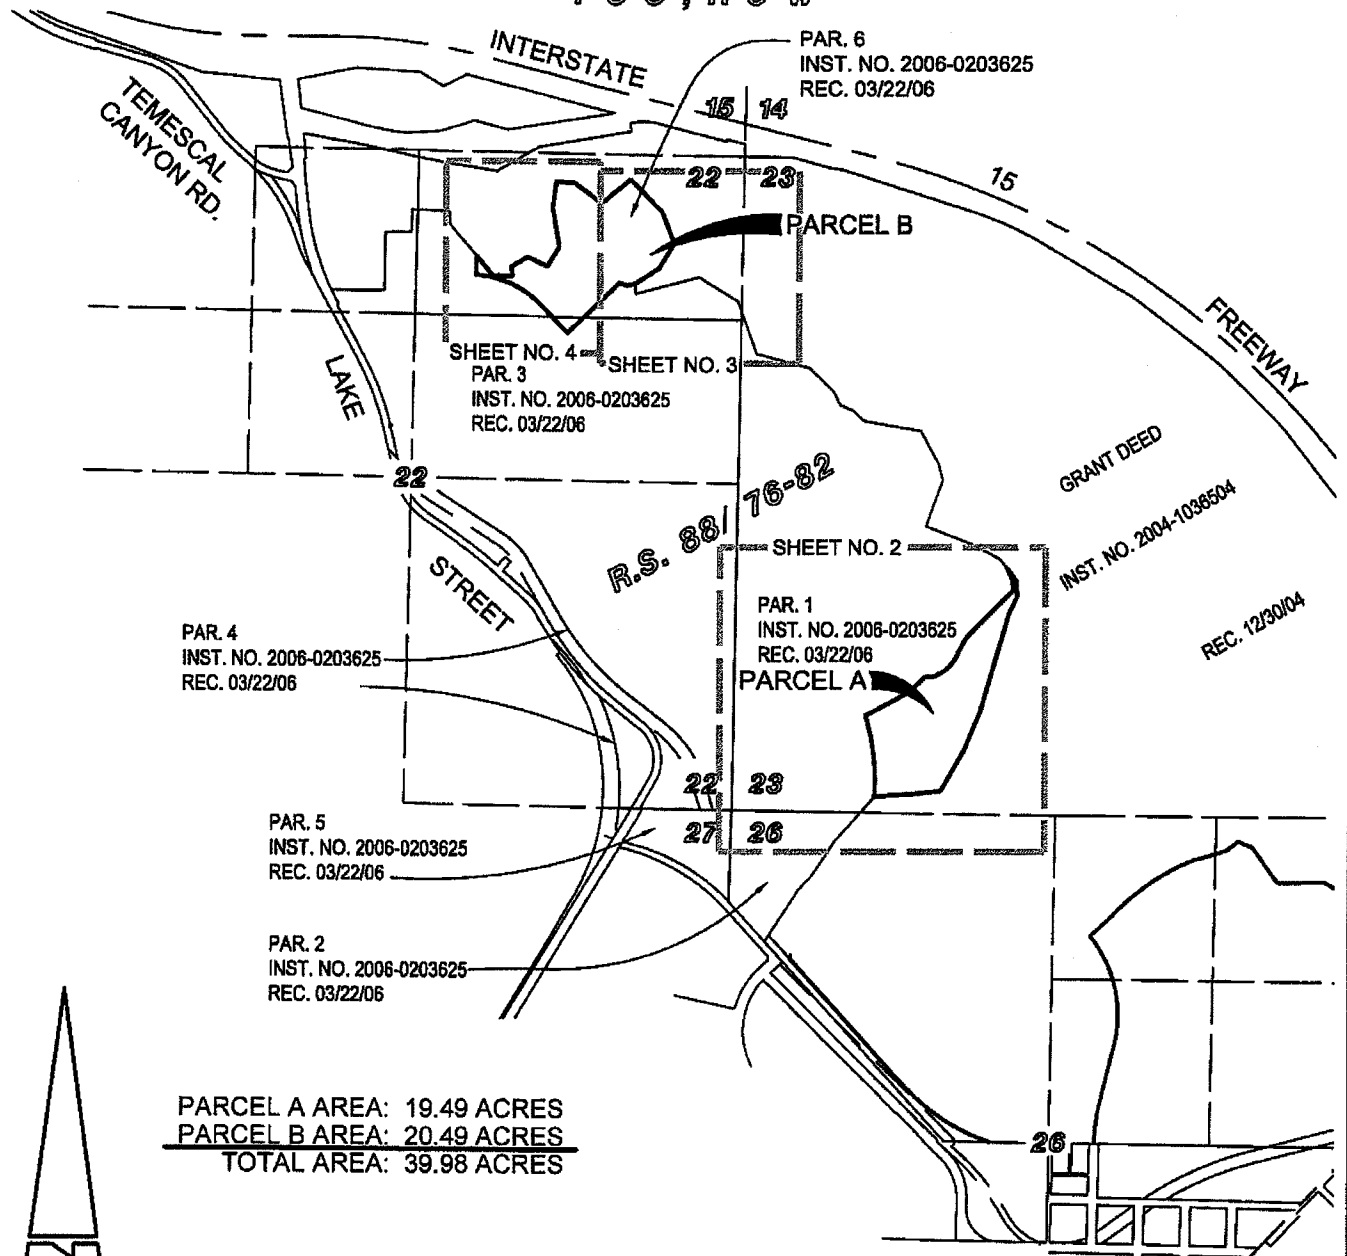 INTERSTATE
PAR. 6
INST. NO. 2006-0203625
REC. 03/22/06
15 14
TEMESCAL
CANYON RD.
22 23
15
PARCEL B
FREEWAY
SHEET NO. 4
SHEET NO. 3
PAR. 3
INST. NO. 2006-0203625
REC. 03/22/06
LAKE
22
R.S. 88/ 76-82
GRANT DEED
INST. NO. 2004-1036504
REC. 12/30/04
SHEET NO. 2
STREET
PAR. 1
INST. NO. 2006-0203625
REC. 03/22/06
PARCEL A
PAR. 4
INST. NO. 2006-0203625
REC. 03/22/06
22 23
27 26
PAR. 5
INST. NO. 2006-0203625
REC. 03/22/06
PAR. 2
INST. NO. 2006-0203625
REC. 03/22/06
26
PARCEL A AREA: 19.49 ACRES
PARCEL B AREA: 20.49 ACRES
TOTAL AREA: 39.98 ACRES